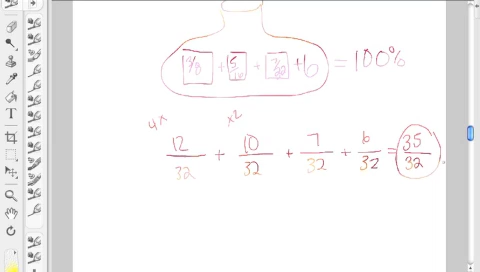 3/8 + 5/16 + 7/32 + 6 = 100%
4x x2
12/32 + 10/32 + 7/32 + 6/32 = 35/32
T